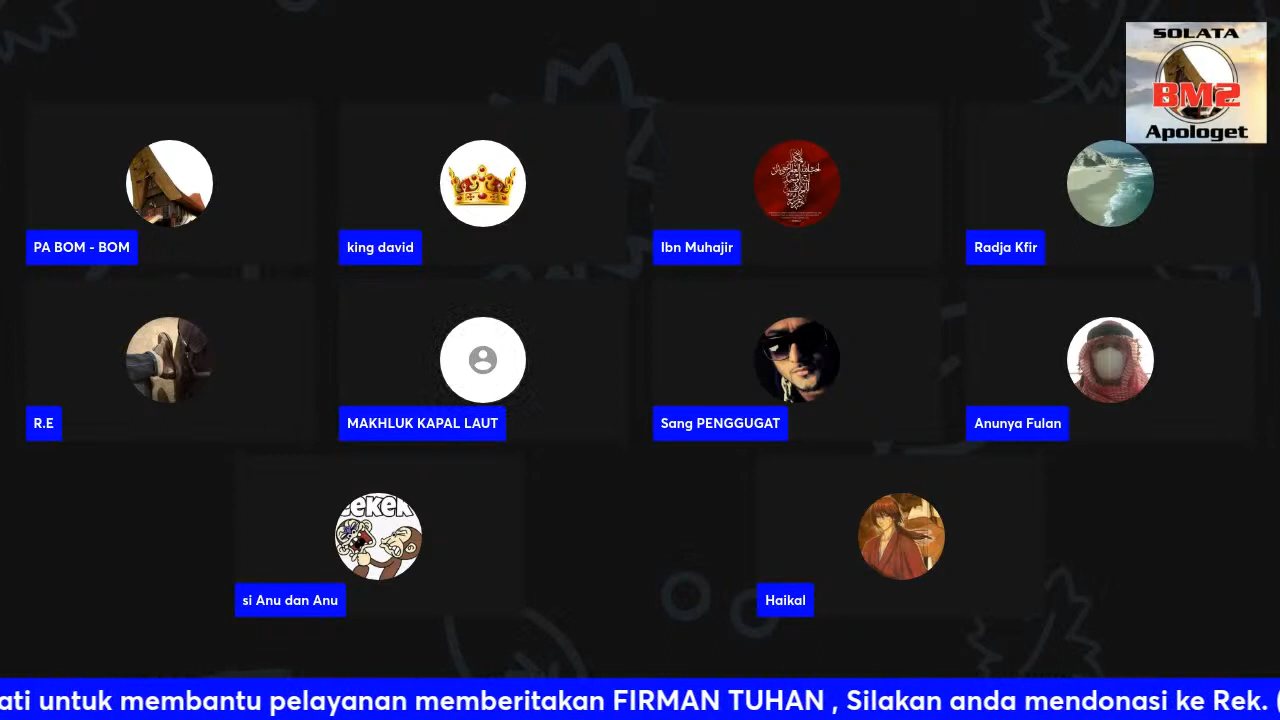 SOLATA
BM2
Apologet
PA BOM - BOM
king david
Ibn Muhajir
Radja Kfir
R.E
MAKHLUK KAPAL LAUT
Sang PENGGUGAT
Anunya Fulan
EKEK
si Anu dan Anu
Haikal
ati untuk membantu pelayanan memberitakan FIRMAN TUHAN , Silakan anda mendonasi ke Rek. (